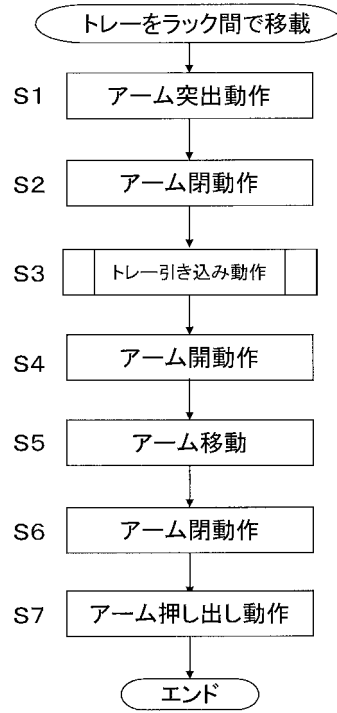 トレーをラック間で移載
S1 アーム突出動作
S2 アーム閉動作
S3 トレー引き込み動作
S4 アーム開動作
S5 アーム移動
S6 アーム閉動作
S7 アーム押し出し動作
エンド